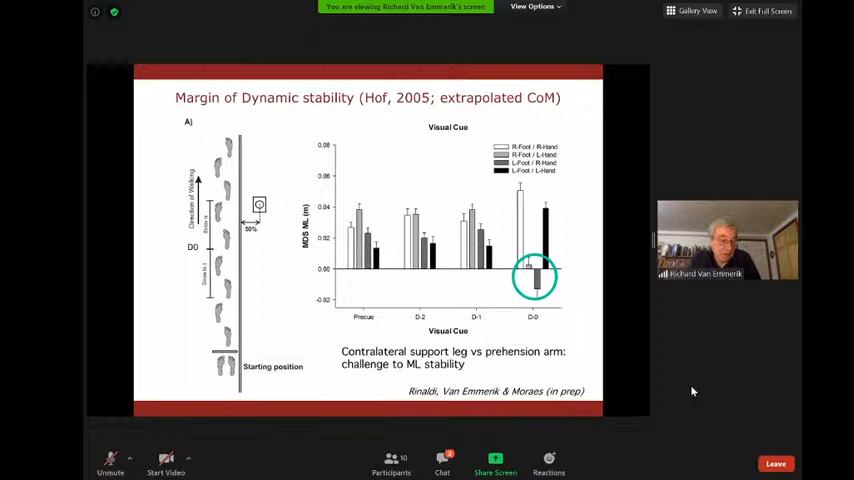 You are viewing Richard Van Emmerik's screen
View Options
Gallery View
Exit Full Screen
Margin of Dynamic stability (Hof, 2005; extrapolated CoM)
A)
Direction of Walking
Stride N
Stride N-1
D0
50%
Starting position
Visual Cue
R-Foot / R-Hand
R-Foot / L-Hand
L-Foot / R-Hand
L-Foot / L-Hand
MDS ML (m)
0.08
0.06
0.04
0.02
0.00
-0.02
Precue
D-2
D-1
D-0
Visual Cue
Contralateral support leg vs prehension arm:
challenge to ML stability
Rinaldi, Van Emmerik & Moraes (in prep)
Richard Van Emmerik
Unmute
Start Video
10
Participants
3
Chat
Share Screen
Reactions
Leave